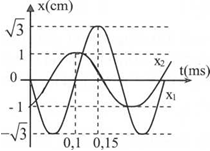 x(cm)
√3
1
x₂
0
t(ms)
-1
x₁
-√3
0,1
0,15